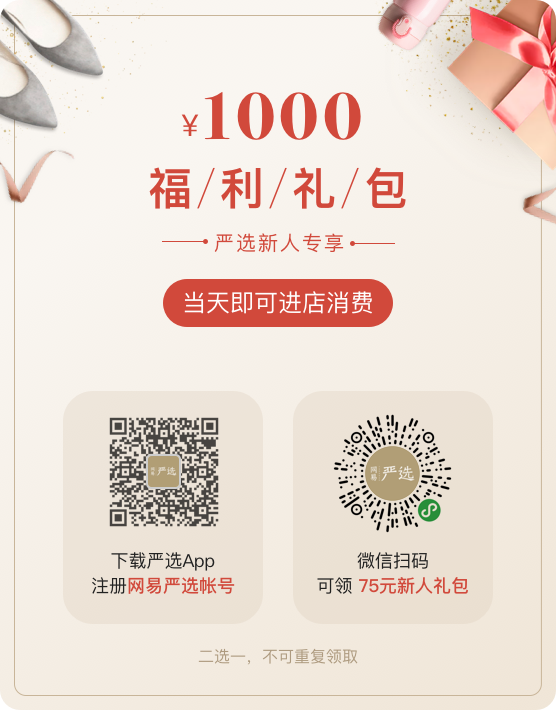 ¥1000
福/利/礼/包
严选新人专享
当天即可进店消费
网易 严选
网易 严选
下载严选App
注册网易严选帐号
微信扫码
可领 75元新人礼包
二选一，不可重复领取